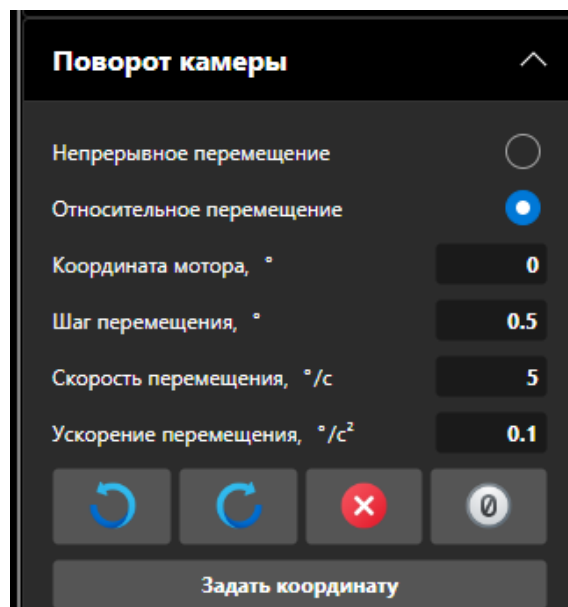 Поворот камеры
Непрерывное перемещение
Относительное перемещение
Координата мотора, ° 0
Шаг перемещения, ° 0.5
Скорость перемещения, °/с 5
Ускорение перемещения, °/с² 0.1
0
Задать координату